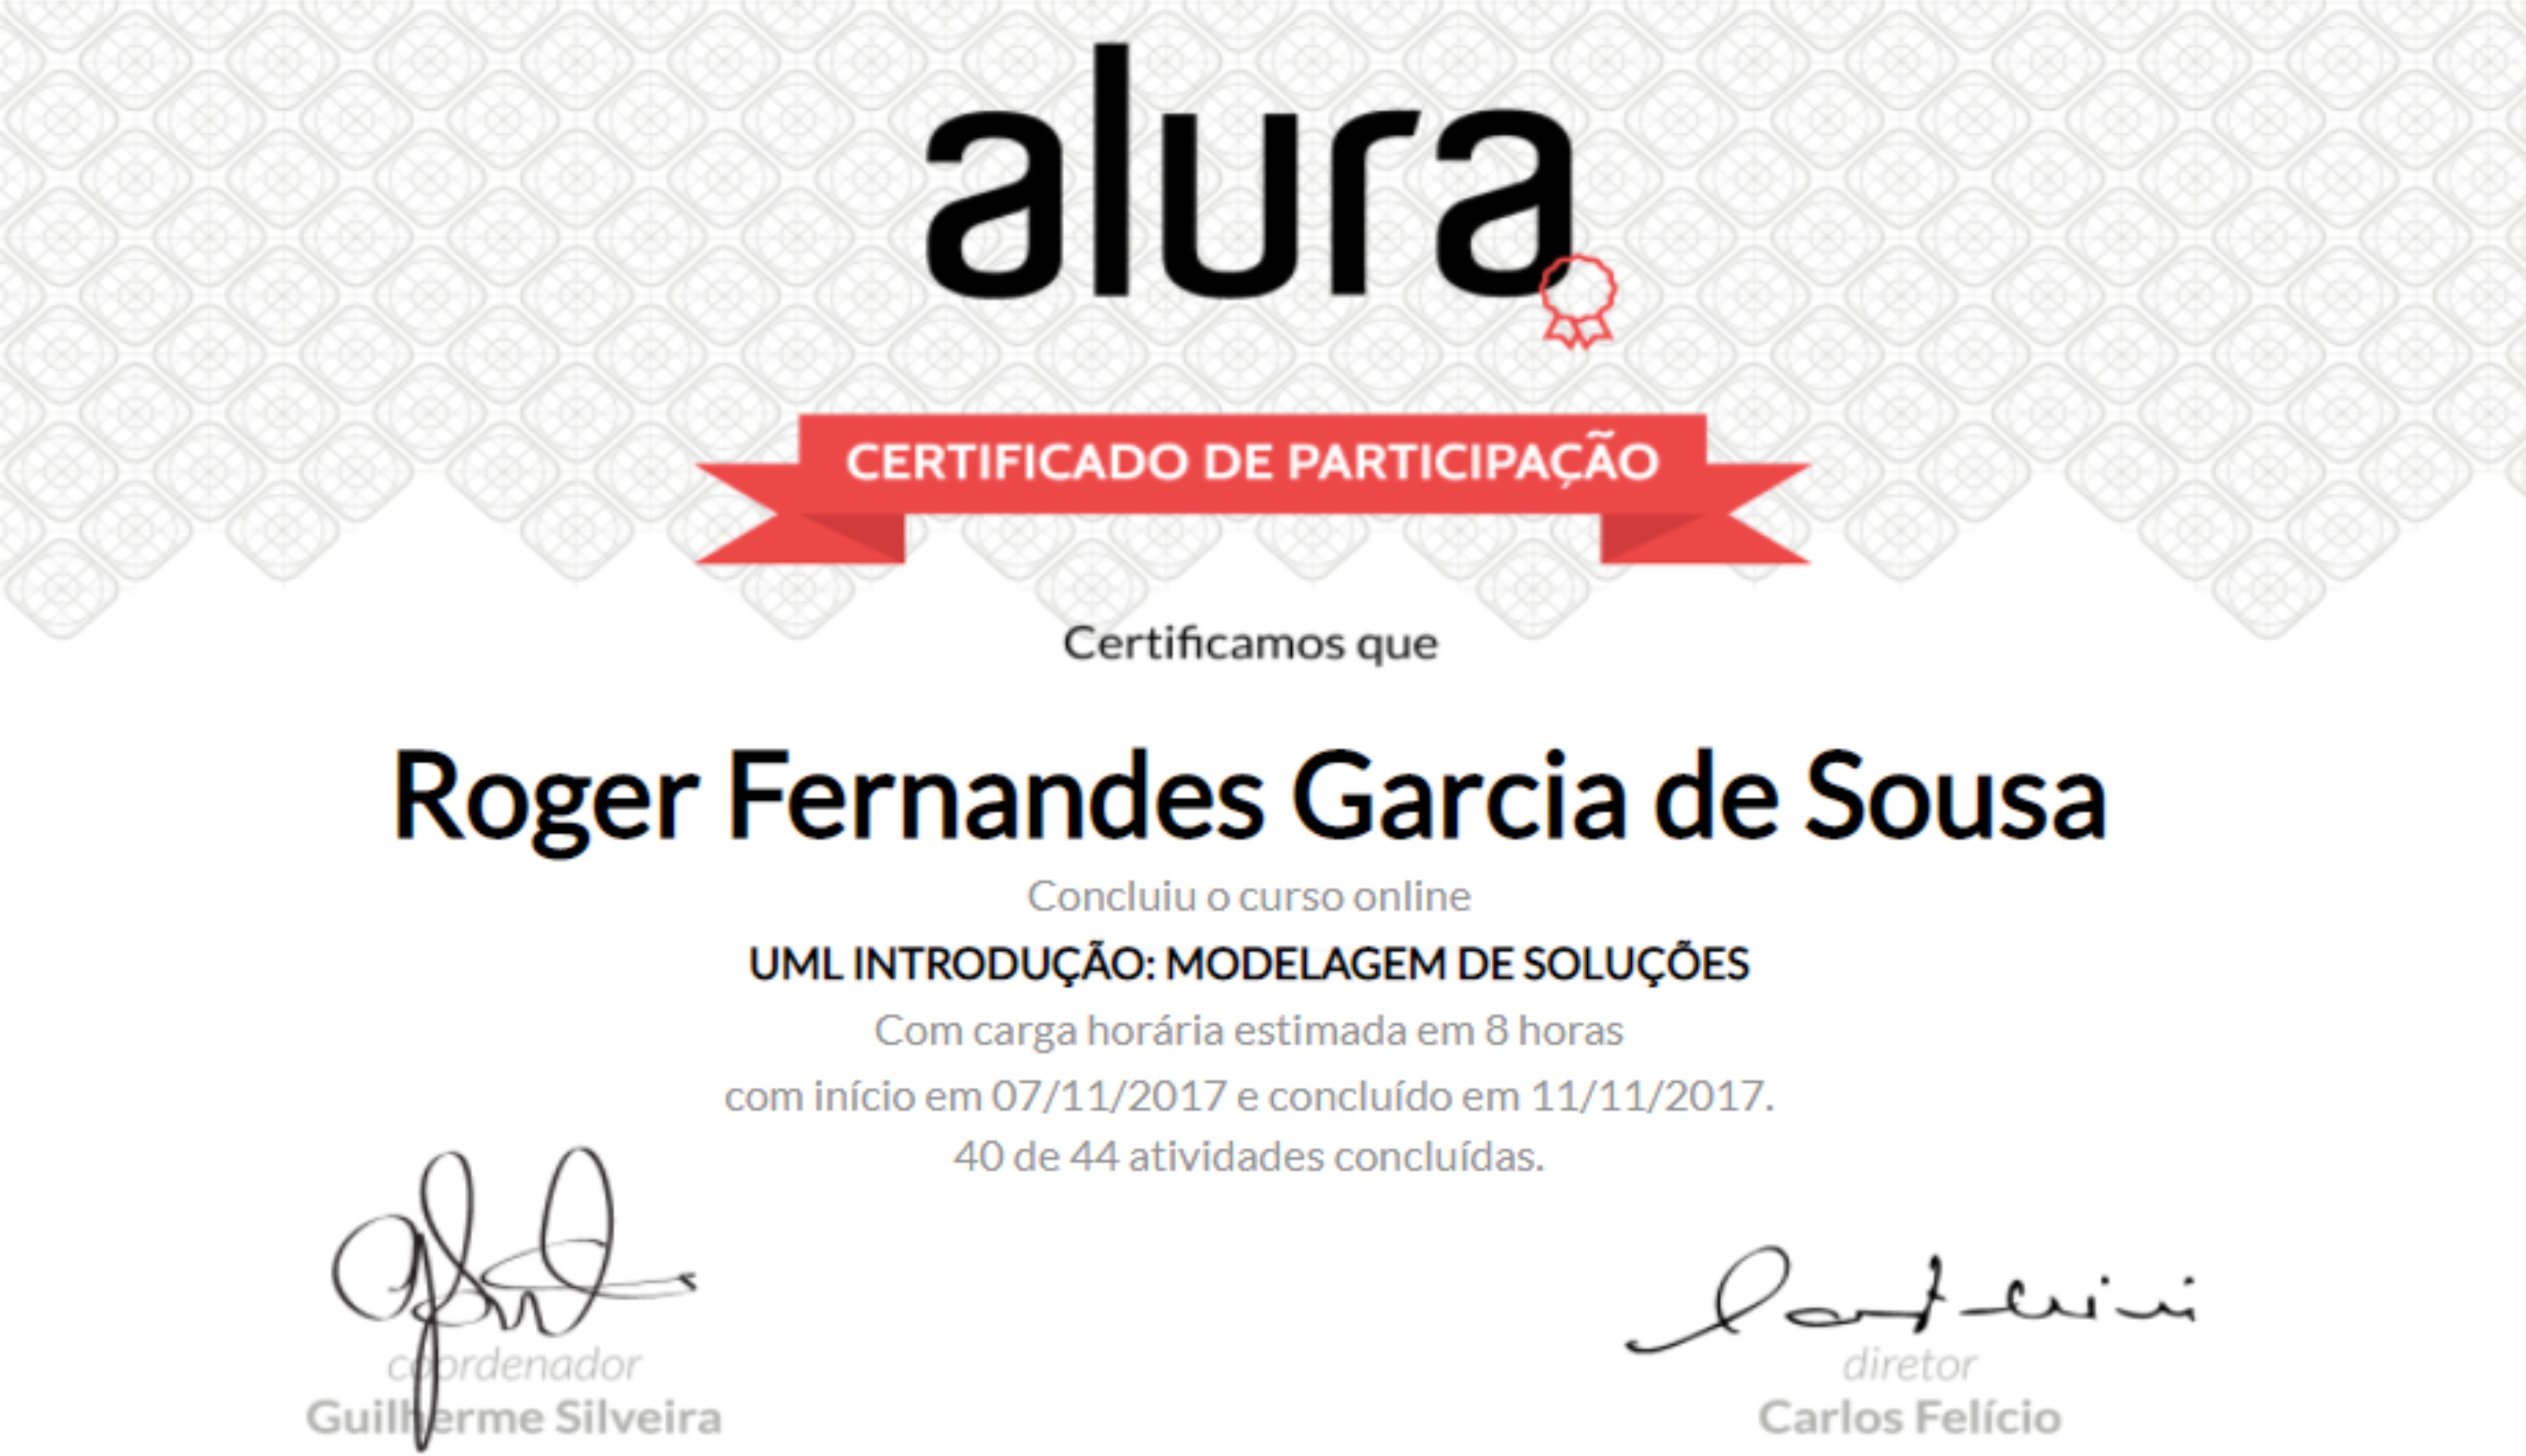 alura
CERTIFICADO DE PARTICIPAÇÃO
Certificamos que
Roger Fernandes Garcia de Sousa
Concluiu o curso online
UML INTRODUÇÃO: MODELAGEM DE SOLUÇÕES
Com carga horária estimada em 8 horas
com início em 07/11/2017 e concluído em 11/11/2017.
40 de 44 atividades concluídas.
coordenador
Guilherme Silveira
diretor
Carlos Felício